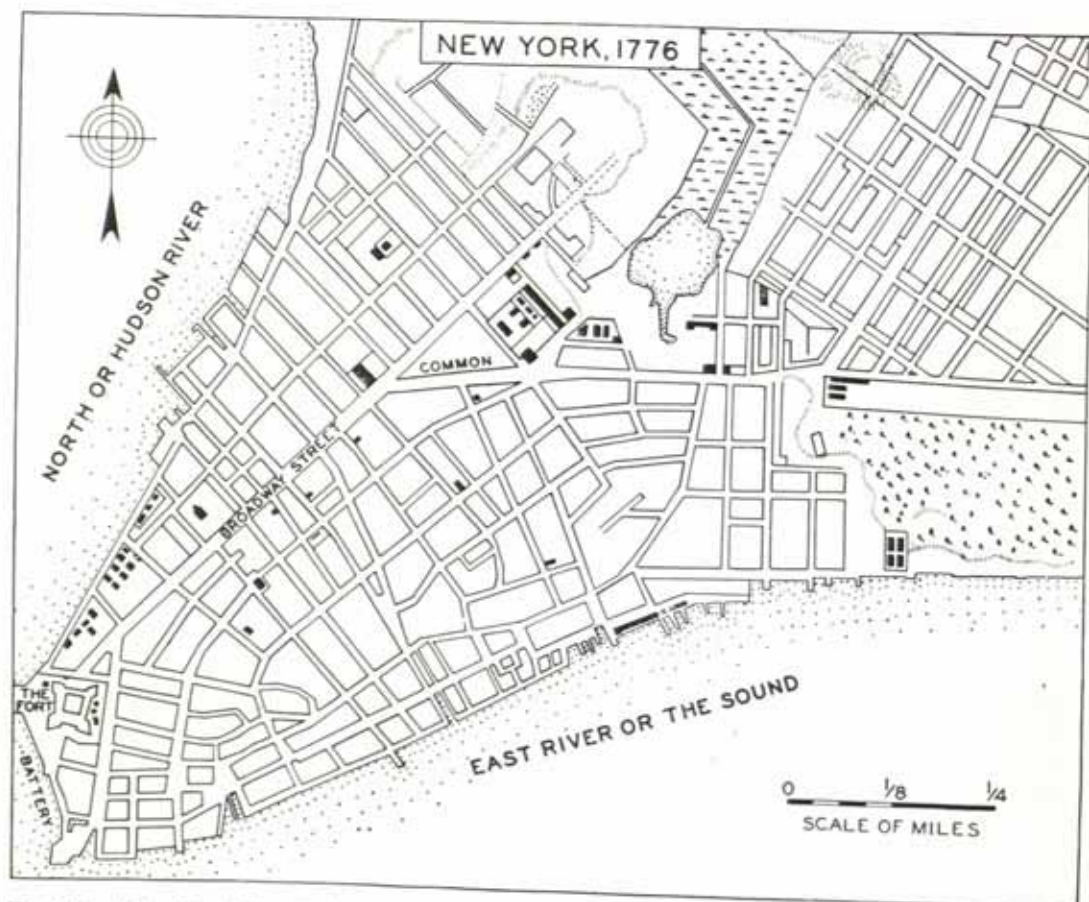 NEW YORK, 1776
NORTH OR HUDSON RIVER
COMMON
BROADWAY STREET
THE
FORT
BATTERY
EAST RIVER OR THE SOUND
0 1/8 1/4
SCALE OF MILES